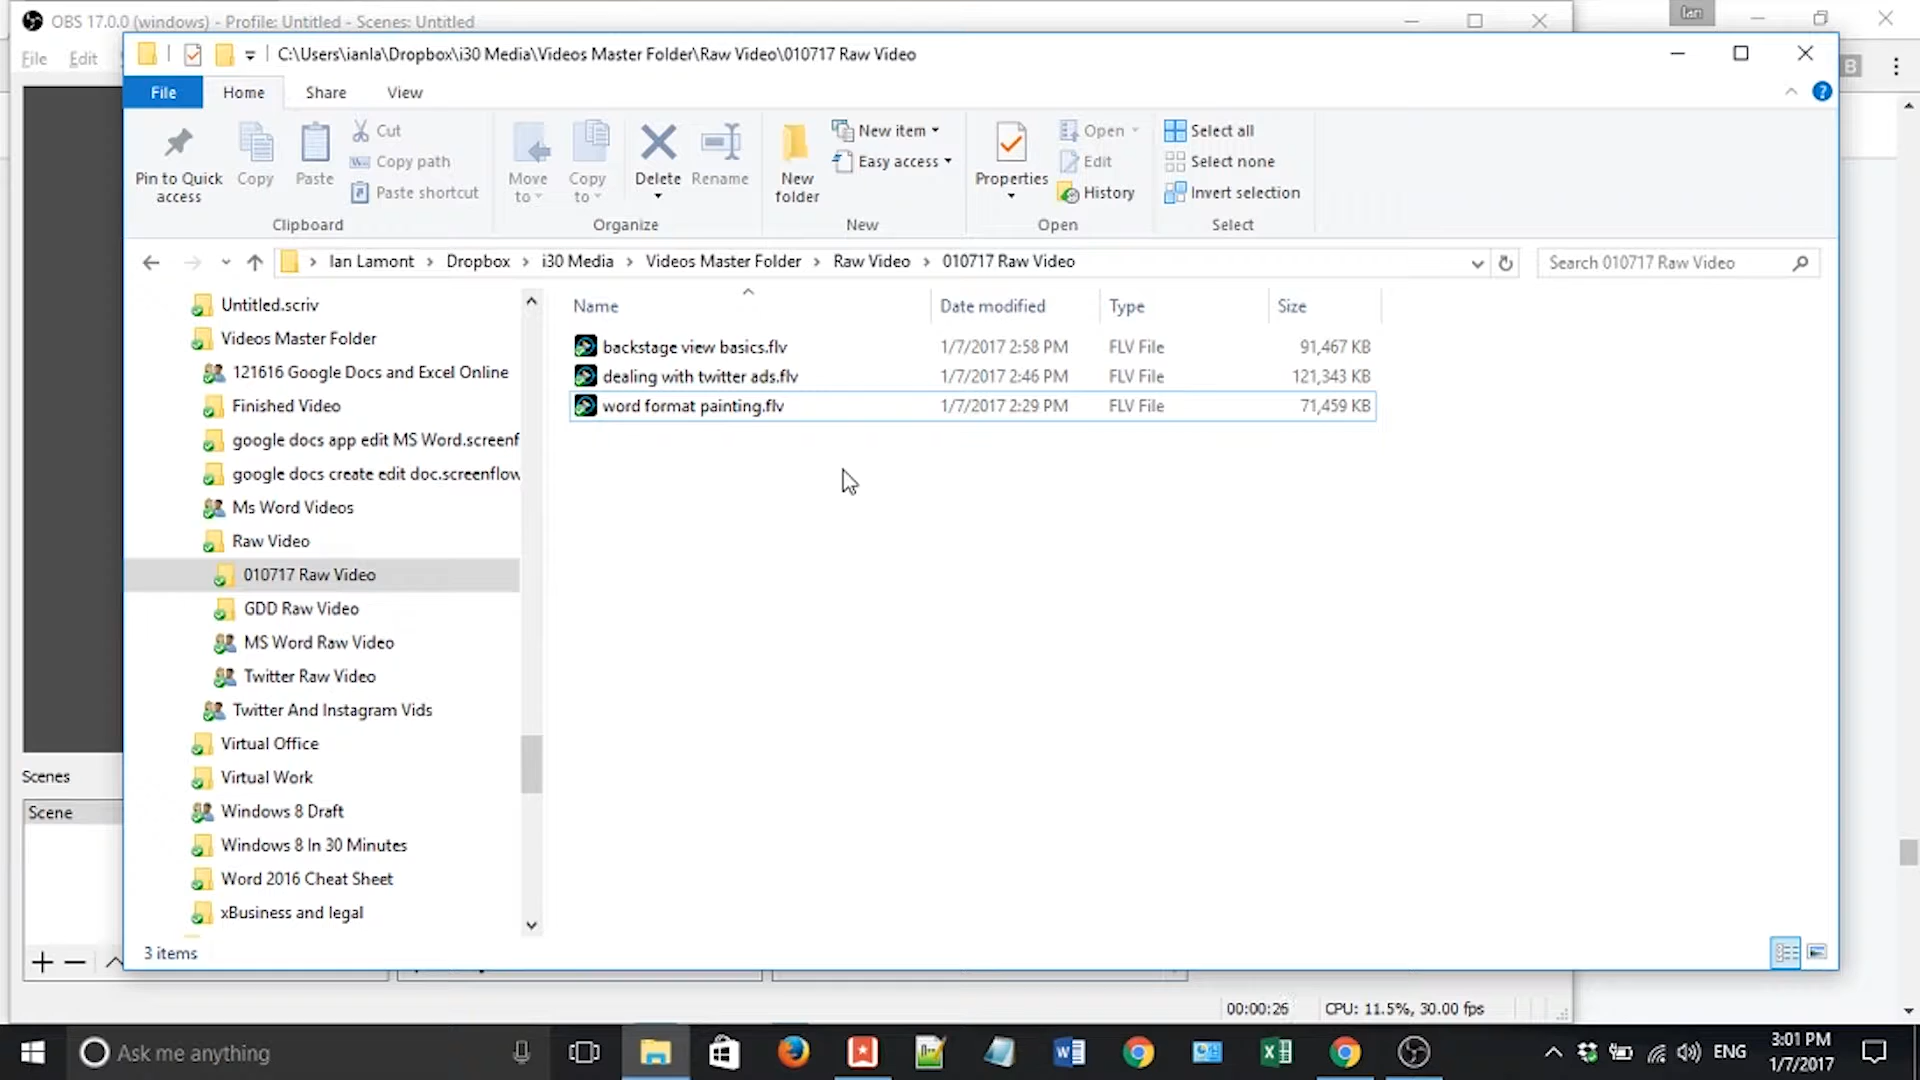 OBS 17.0.0 (windows) - Profile: Untitled - Scenes: Untitled
Ian
File Edit
C:\Users\ianla\Dropbox\i30 Media\Videos Master Folder\Raw Video\010717 Raw Video
File Home Share View
B
Pin to Quick access
Copy
Paste
Cut
Copy path
Paste shortcut
Clipboard
Move to
Copy to
Delete
Rename
Organize
New folder
New item
Easy access
New
Properties
Open
Edit
History
Open
Select all
Select none
Invert selection
Select
Ian Lamont > Dropbox > i30 Media > Videos Master Folder > Raw Video > 010717 Raw Video
Search 010717 Raw Video
Untitled.scriv
Videos Master Folder
121616 Google Docs and Excel Online
Finished Video
google docs app edit MS Word.screenf
google docs create edit doc.screenflow
Ms Word Videos
Raw Video
010717 Raw Video
GDD Raw Video
MS Word Raw Video
Twitter Raw Video
Twitter And Instagram Vids
Virtual Office
Virtual Work
Windows 8 Draft
Windows 8 In 30 Minutes
Word 2016 Cheat Sheet
xBusiness and legal
Name Date modified Type Size
backstage view basics.flv 1/7/2017 2:58 PM FLV File 91,467 KB
dealing with twitter ads.flv 1/7/2017 2:46 PM FLV File 121,343 KB
word format painting.flv 1/7/2017 2:29 PM FLV File 71,459 KB
3 items
Scenes
Scene
00:00:26 CPU: 11.5%, 30.00 fps
Ask me anything
ENG
3:01 PM
1/7/2017